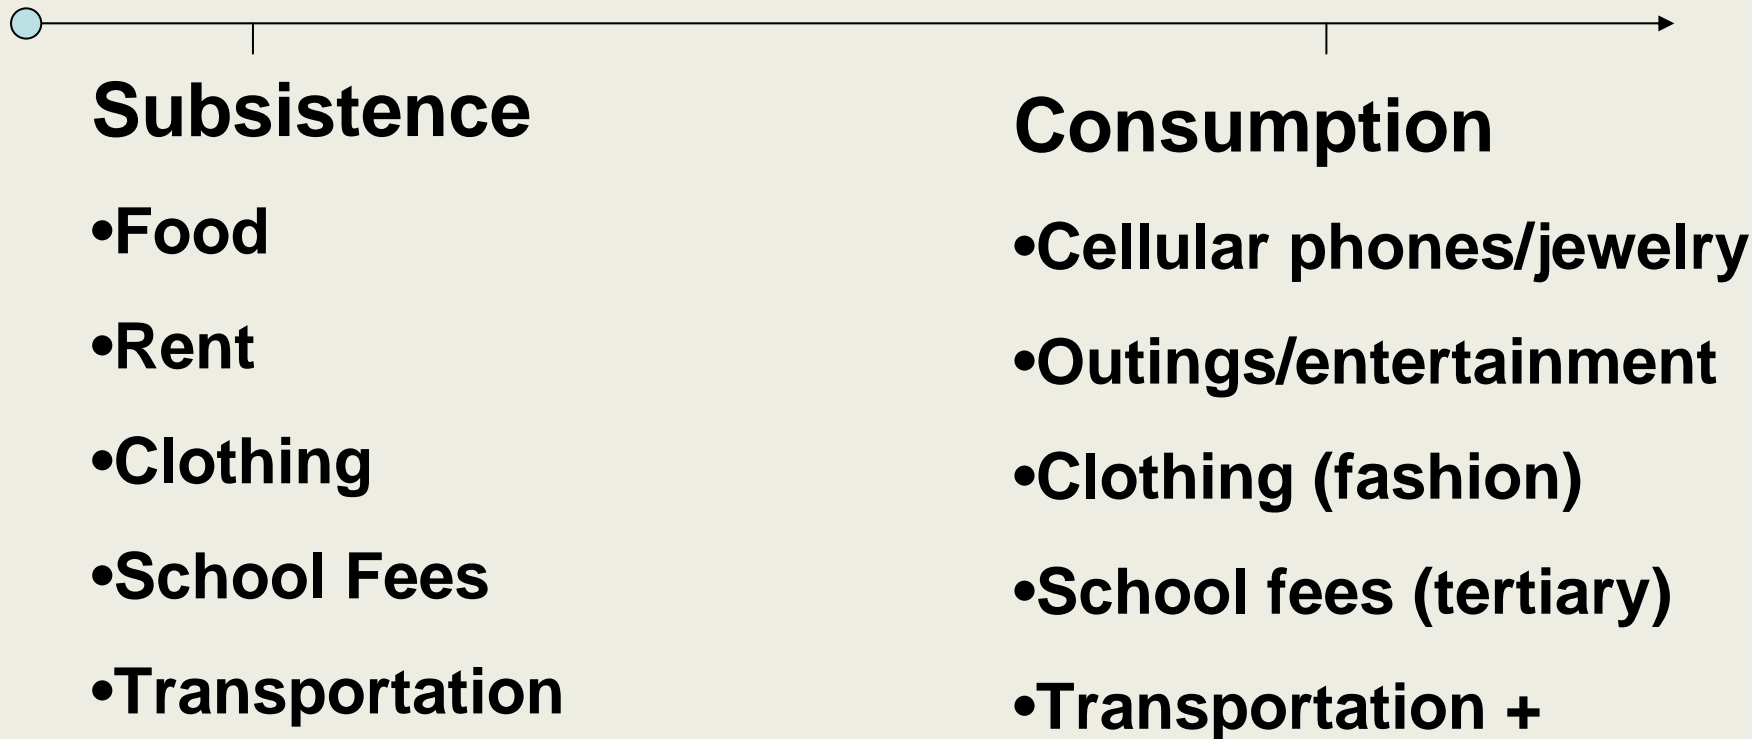 Subsistence
•Food
•Rent
•Clothing
•School Fees
•Transportation
Consumption
•Cellular phones/jewelry
•Outings/entertainment
•Clothing (fashion)
•School fees (tertiary)
•Transportation +